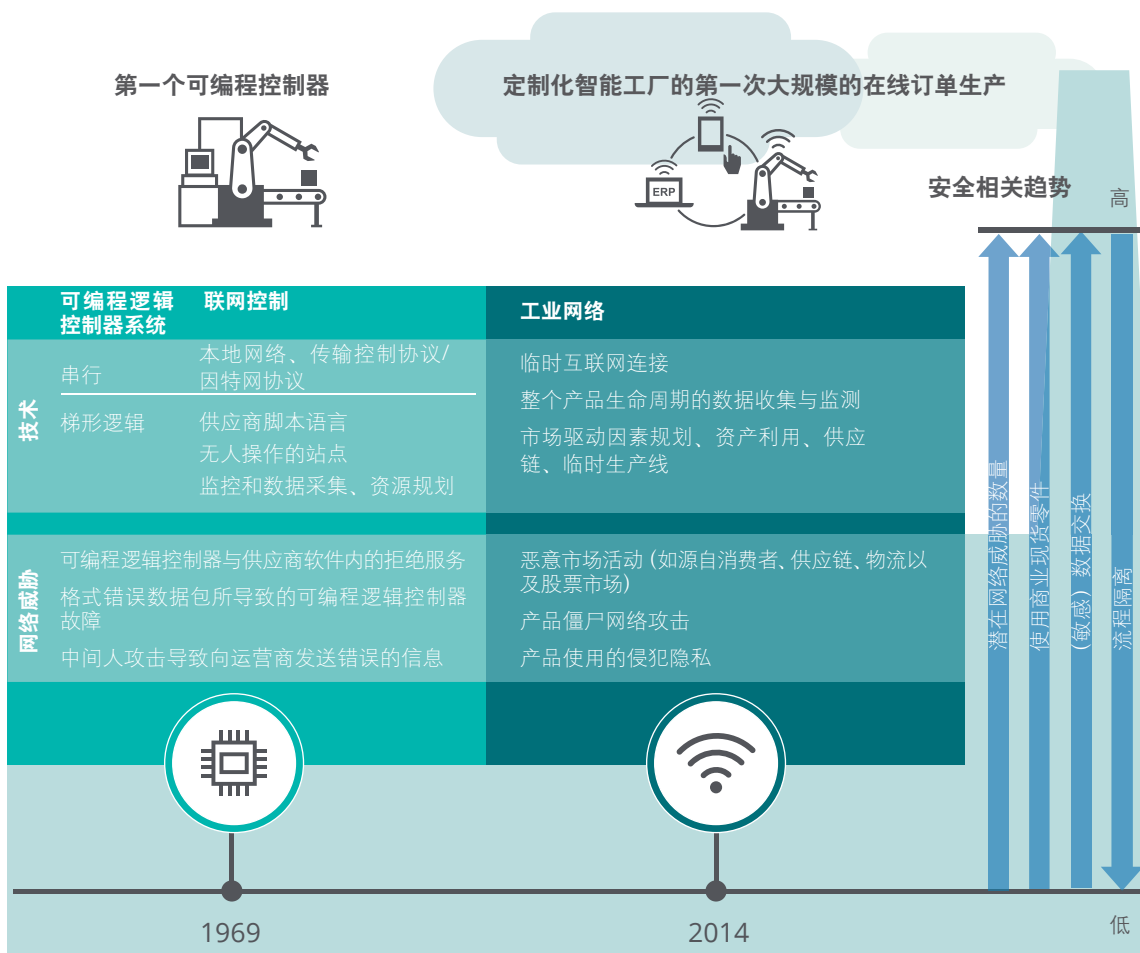 第一个可编程控制器
定制化智能工厂的第一次大规模的在线订单生产
ERP
安全相关趋势
高
可编程逻辑
控制器系统
联网控制
工业网络
技术
串行
本地网络、传输控制协议/
因特网协议
梯形逻辑
供应商脚本语言
无人操作的站点
监控和数据采集、资源规划
临时互联网连接
整个产品生命周期的数据收集与监测
市场驱动因素规划、资产利用、供应
链、临时生产线
网络威胁
可编程逻辑控制器与供应商软件内的拒绝服务
格式错误数据包所导致的可编程逻辑控制器
故障
中间人攻击导致向运营商发送错误的信息
恶意市场活动 (如源自消费者、供应链、物流以
及股票市场)
产品僵尸网络攻击
产品使用的侵犯隐私
潜在网络威胁的数量
使用商业现货零件
(敏感) 数据交换
流程隔离
1969
2014
低